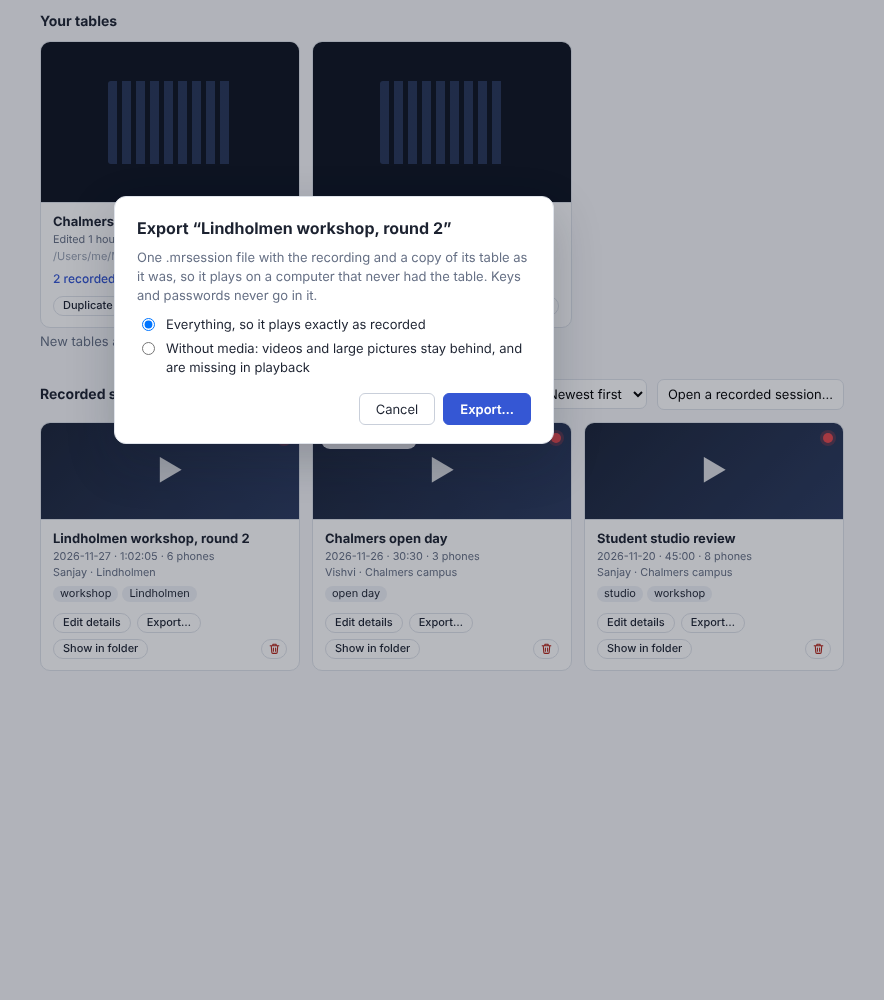 Your tables
Chalmers
Edited 1 hou
/Users/me/
2 recorded
Duplicate
New tables
Export “Lindholmen workshop, round 2”
One .mrsession file with the recording and a copy of its table as
it was, so it plays on a computer that never had the table. Keys
and passwords never go in it.
Everything, so it plays exactly as recorded
Without media: videos and large pictures stay behind, and
are missing in playback
Cancel
Export...
Recorded s
Newest first
Open a recorded session...
Lindholmen workshop, round 2
2026-11-27 · 1:02:05 · 6 phones
Sanjay · Lindholmen
workshop Lindholmen
Edit details Export...
Show in folder
Chalmers open day
2026-11-26 · 30:30 · 3 phones
Vishvi · Chalmers campus
open day
Edit details Export...
Show in folder
Student studio review
2026-11-20 · 45:00 · 8 phones
Sanjay · Chalmers campus
studio workshop
Edit details Export...
Show in folder